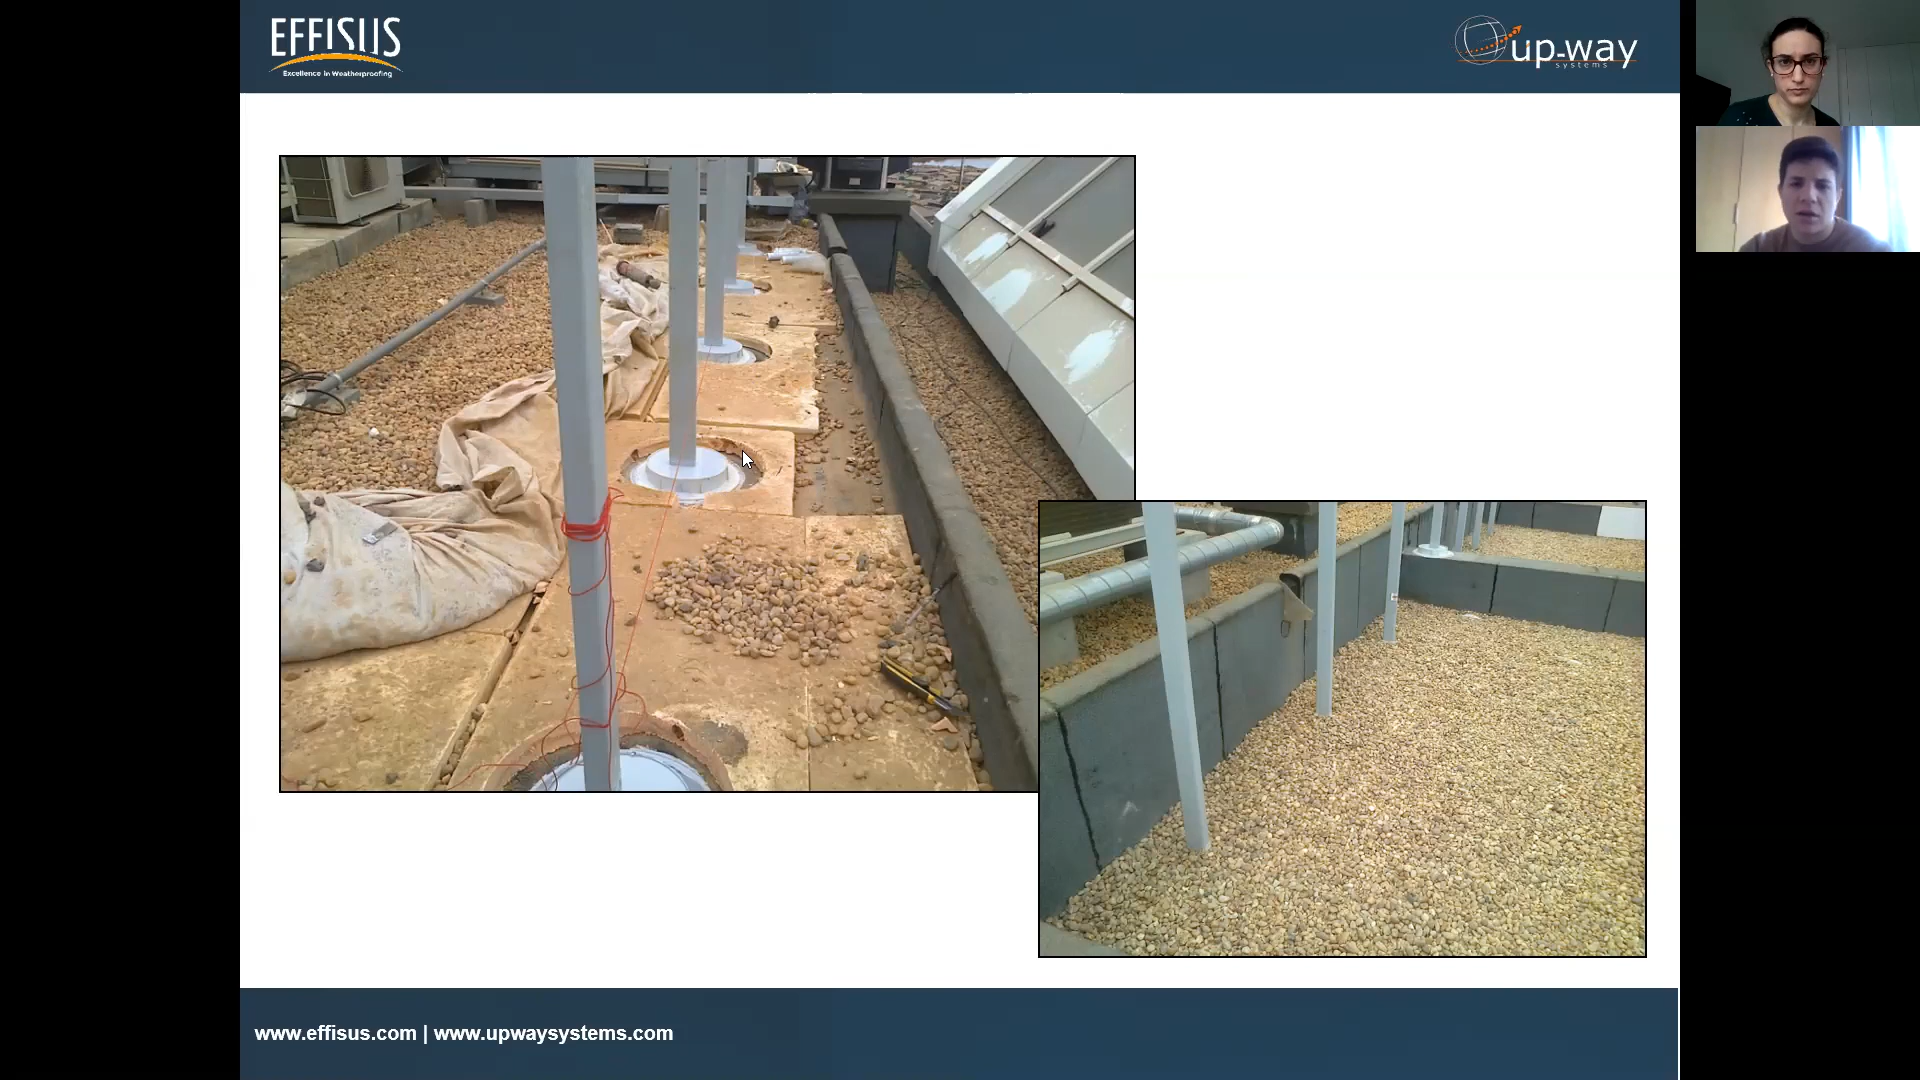 EFFISUS
Excellence in Weatherproofing
up-way
systems
www.effisus.com | www.upwaysystems.com